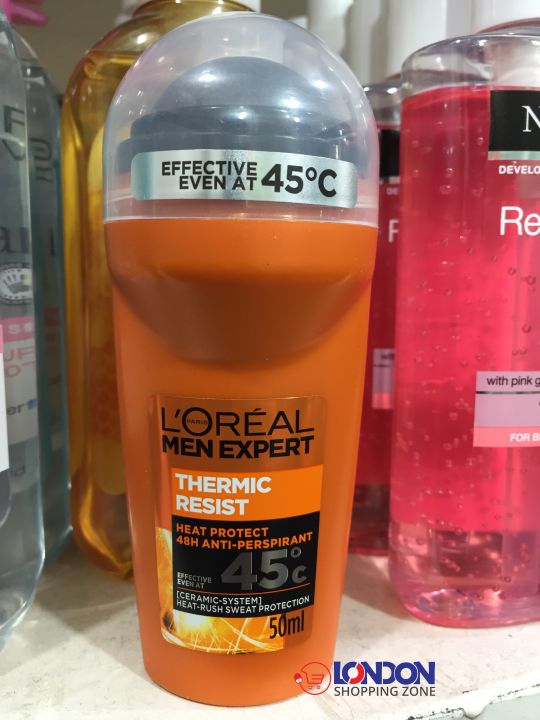 EFFECTIVE
EVEN AT 45°C
L'ORÉAL
PARIS
MEN EXPERT
THERMIC
RESIST
HEAT PROTECT
48H ANTI-PERSPIRANT
EFFECTIVE
EVEN AT 45°C
[CERAMIC-SYSTEM]
HEAT-RUSH SWEAT PROTECTION
50ml
N
DEVELO
Re
with pink g
FOR B
LONDON
SHOPPING ZONE